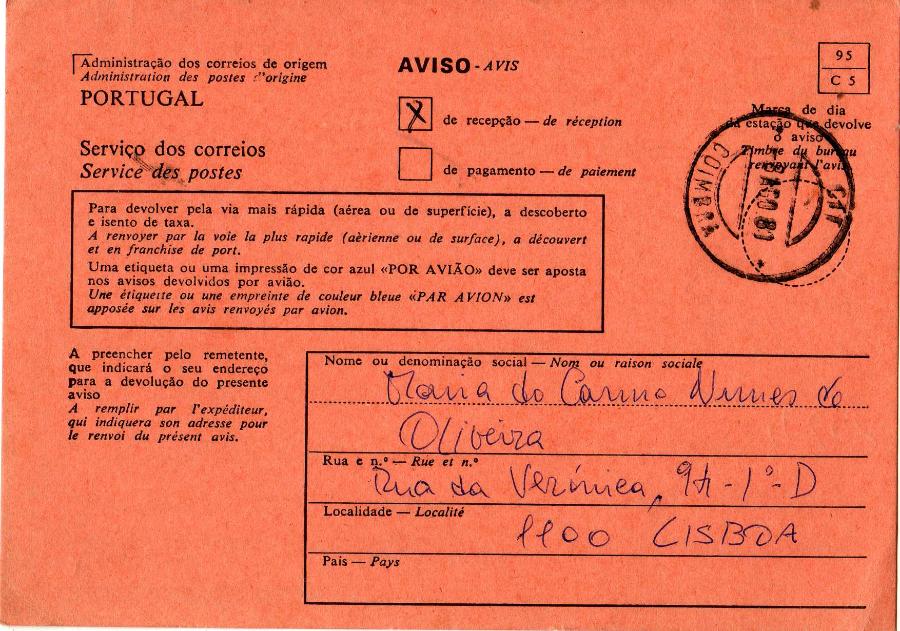 Administração dos correios de origem
Administration des postes d'origine
PORTUGAL
Serviço dos correios
Service des postes
AVISO - AVIS
X de recepção — de réception
de pagamento — de paiement
95
C 5
Marca de dia
da estação que devolve
o aviso
Timbre du bureau
renvoyant l'avis
COIMBRA
CTT
AGO 81
Para devolver pela via mais rápida (aérea ou de superfície), a descoberto
e isento de taxa.
A renvoyer par la voie la plus rapide (aèrienne ou de surface), a découvert
et en franchise de port.
Uma etiqueta ou uma impressão de cor azul «POR AVIÃO» deve ser aposta
nos avisos devolvidos por avião.
Une étiquette ou une empreinte de couleur bleue «PAR AVION» est
apposée sur les avis renvoyés par avion.
A preencher pelo remetente,
que indicará o seu endereço
para a devolução do presente
aviso
A remplir par l'expéditeur,
qui indiquera son adresse pour
le renvoi du présent avis.
Nome ou denominação social — Nom ou raison sociale
Maria do Carmo Nunes de
Oliveira
Rua e n.º — Rue et n.º
Rua da Verónica, 94-1º-D
Localidade — Localité
1100 LISBOA
País — Pays